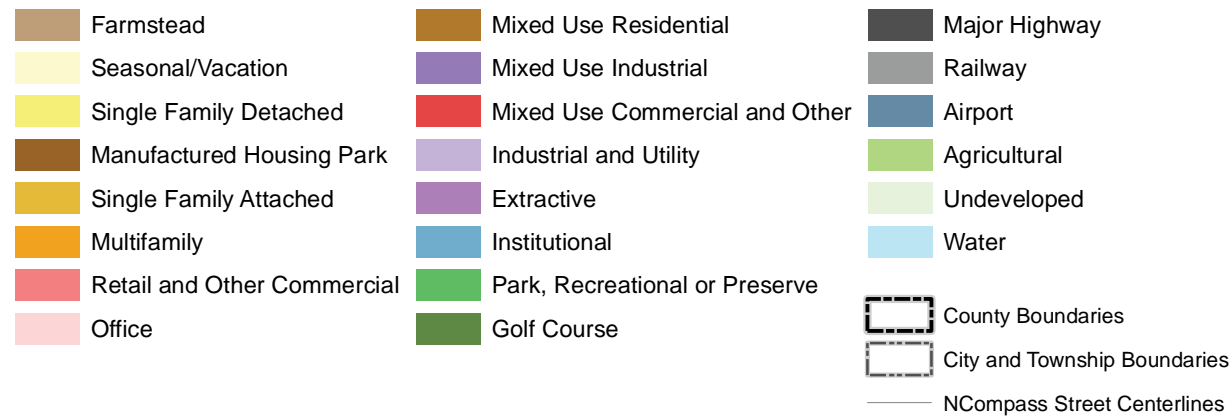 Farmstead
Seasonal/Vacation
Single Family Detached
Manufactured Housing Park
Single Family Attached
Multifamily
Retail and Other Commercial
Office
Mixed Use Residential
Mixed Use Industrial
Mixed Use Commercial and Other
Industrial and Utility
Extractive
Institutional
Park, Recreational or Preserve
Golf Course
Major Highway
Railway
Airport
Agricultural
Undeveloped
Water
County Boundaries
City and Township Boundaries
NCompass Street Centerlines